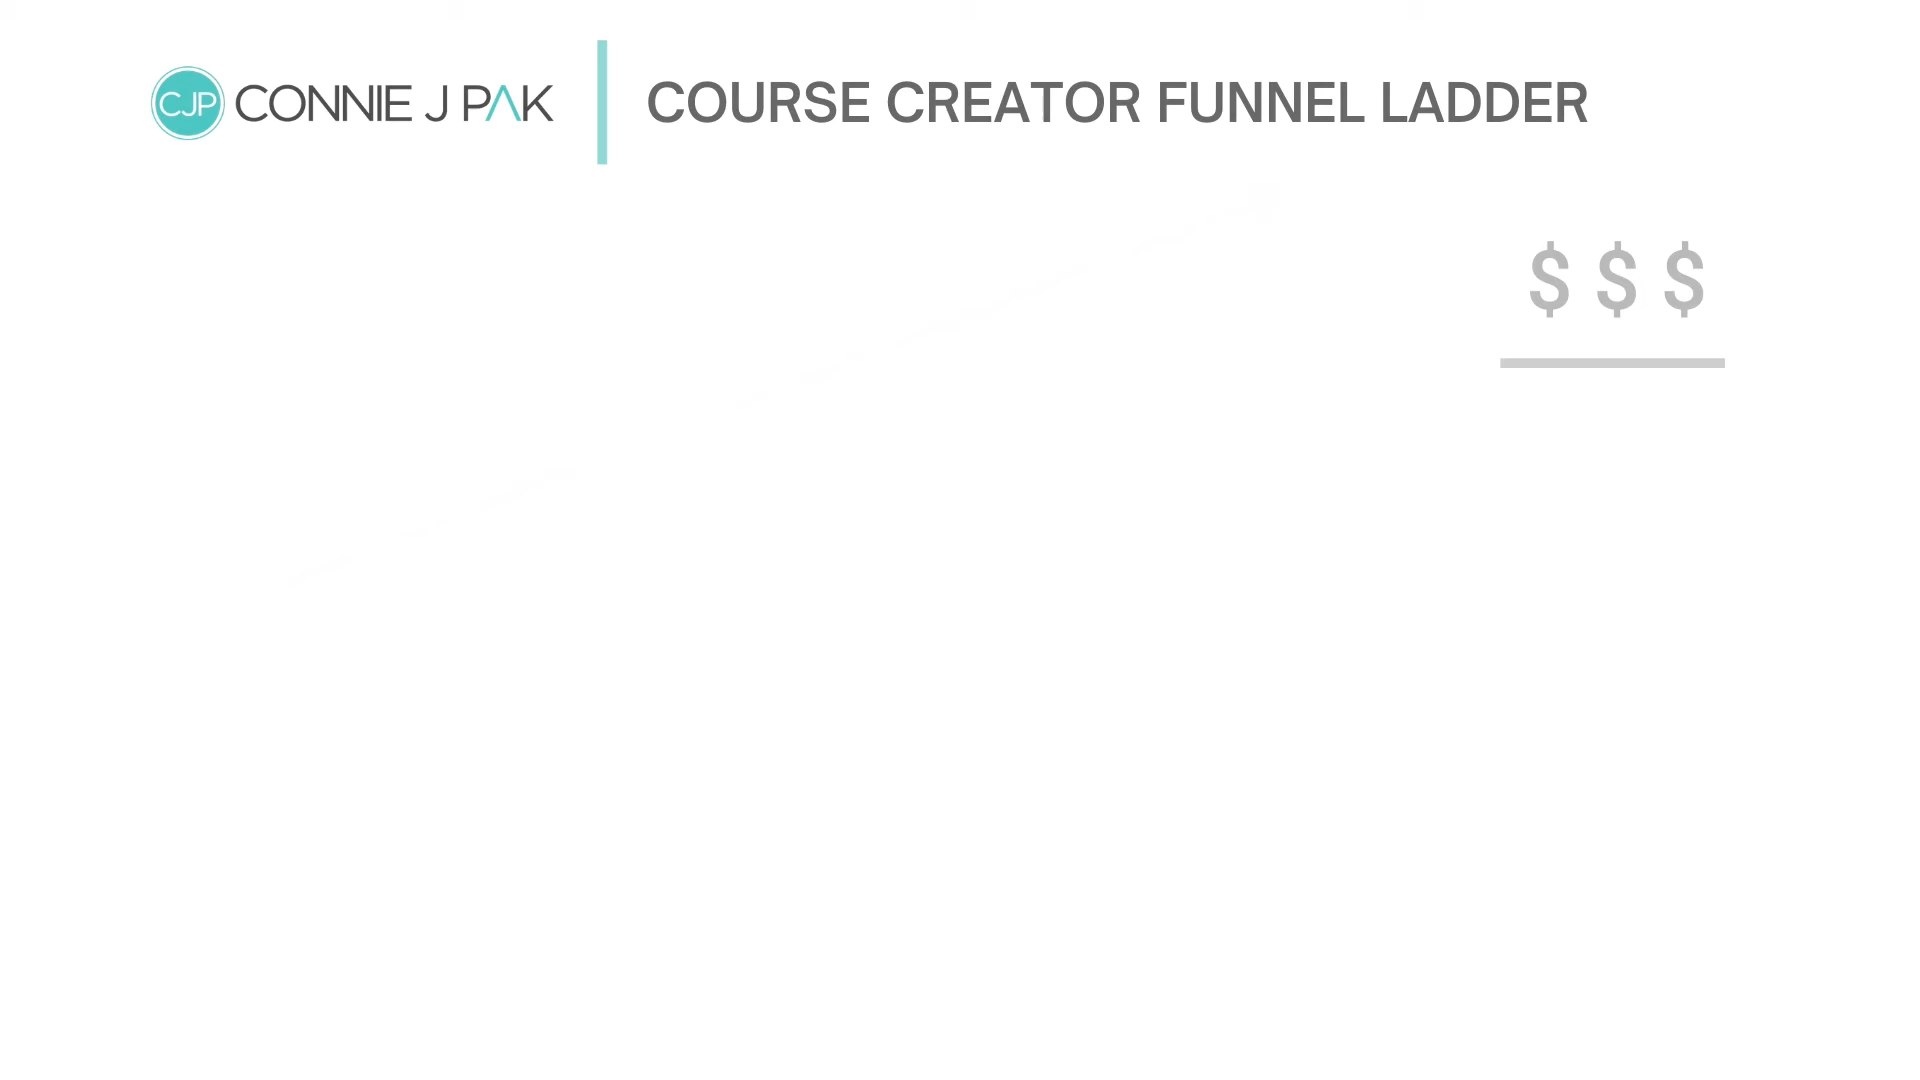 CJP CONNIE J PAK
COURSE CREATOR FUNNEL LADDER
$ $ $